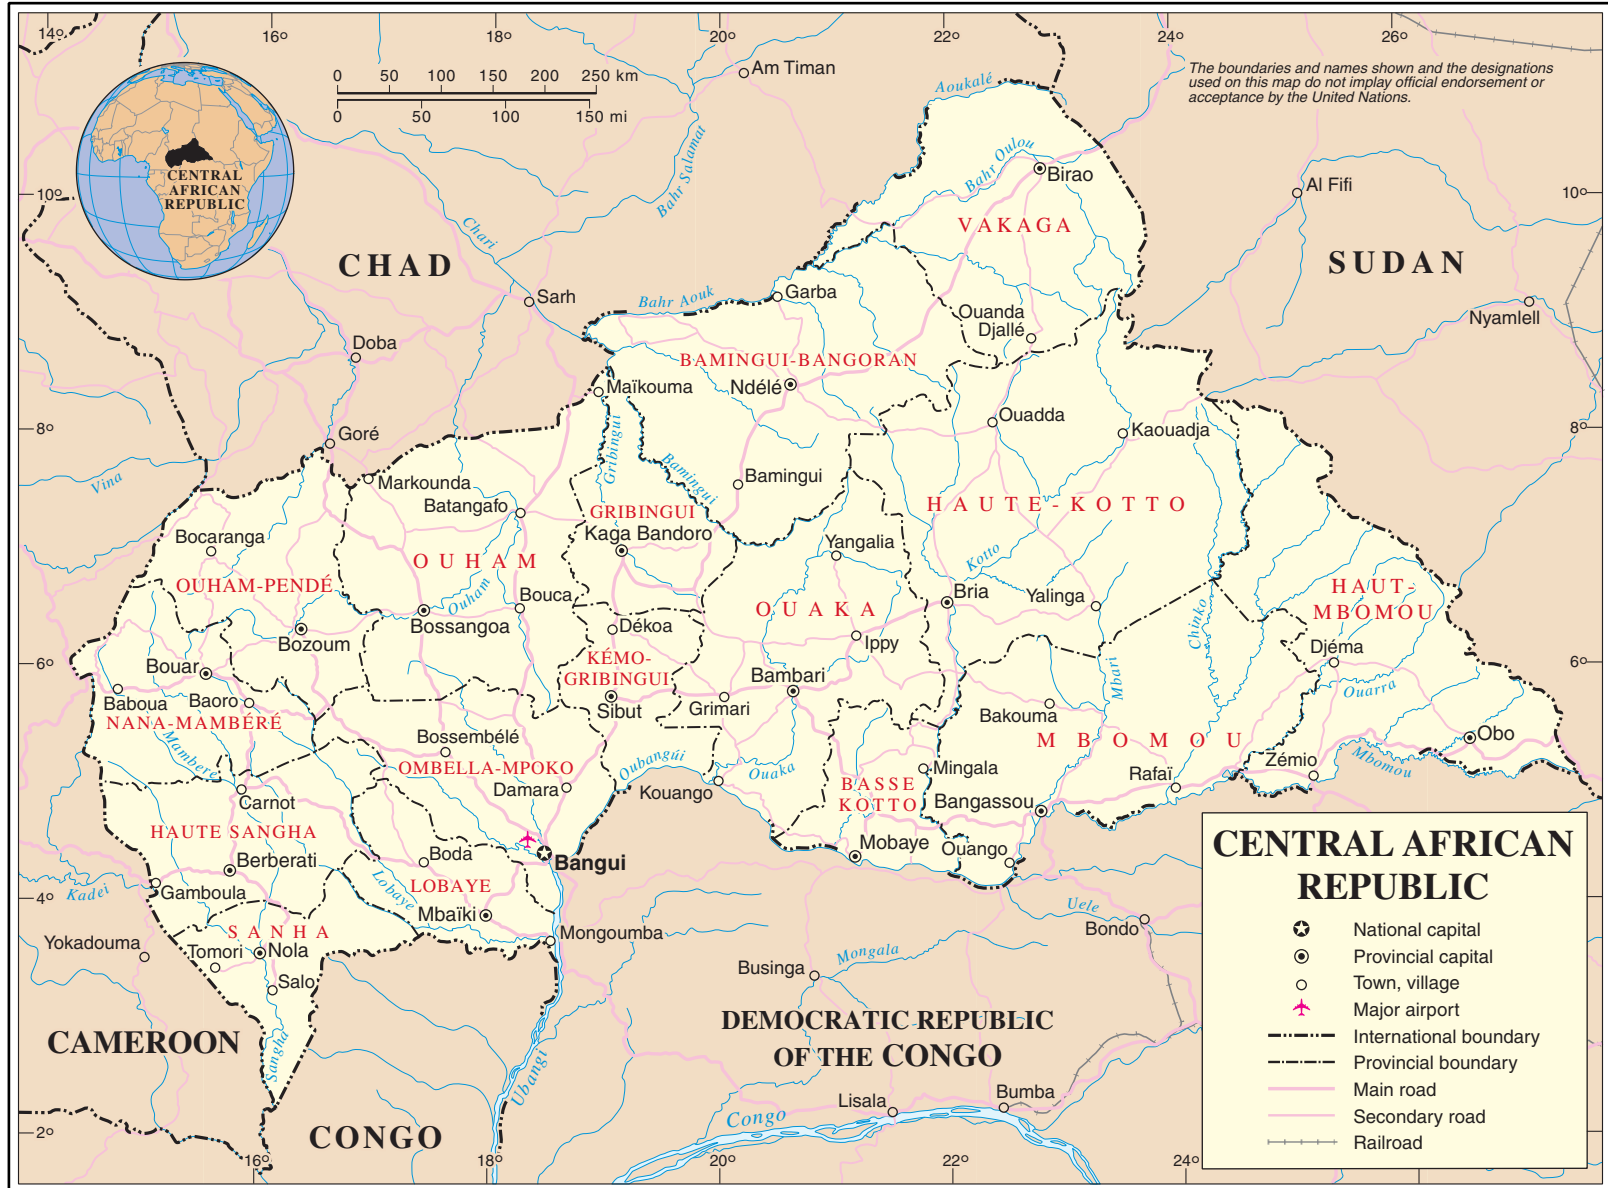 14°
16°
18°
20°
22°
24°
26°
0 50 100 150 200 250 km
0 50 100 150 mi
The boundaries and names shown and the designations
used on this map do not implay official endorsement or
acceptance by the United Nations.
CENTRAL
AFRICAN
REPUBLIC
Am Timan
Aoukalé
Bahr Salamat
Bahr Oulou
Birao
Al Fifi
10°
10°
VAKAGA
Chari
CHAD
SUDAN
Sarh
Bahr Aouk
Garba
Ouanda
Djallé
Nyamlell
Doba
BAMINGUI-BANGORAN
Ndélé
Maïkouma
Ouadda
Kaouadja
Goré
8°
8°
Gribingui
Bamingui
Bamingui
Vina
Markounda
Batangafo
HAUTE-KOTTO
GRIBINGUI
Kaga Bandoro
Bocaranga
Yangalia
OUHAM
Kotto
OUHAM-PENDÉ
Ouham
Bouca
HAUT-
MBOMOU
Bria
Yalinga
OUAKA
Chinko
Bossangoa
Dékoa
Bozoum
Ippy
Djéma
KÉMO-
GRIBINGUI
6°
6°
Bouar
Bambari
Mbari
Ouarra
Baboua
Baoro
Sibut
Grimari
Bakouma
NANA-MAMBÉRÉ
Mambere
Bossembélé
Obo
MBOMOU
Oubangúi
Ouaka
Mingala
Zémio
Mbomou
OMBELLA-MPOKO
Rafaï
Damara
Kouango
BASSE
KOTTO
Bangassou
Carnot
HAUTE SANGHA
Mobaye
Ouango
Boda
Bangui
Berberati
Gamboula
Kadei
LOBAYE
Lobaye
4°
Mbaïki
Uele
Bondo
SANHA
Mongoumba
Yokadouma
Tomori
Nola
Mongala
Businga
Salo
CAMEROON
DEMOCRATIC REPUBLIC
OF THE CONGO
Sangha
Ubangi
Lisala
Bumba
Congo
CONGO
2°
16°
18°
20°
22°
24°
CENTRAL AFRICAN
REPUBLIC
National capital
Provincial capital
Town, village
Major airport
International boundary
Provincial boundary
Main road
Secondary road
Railroad